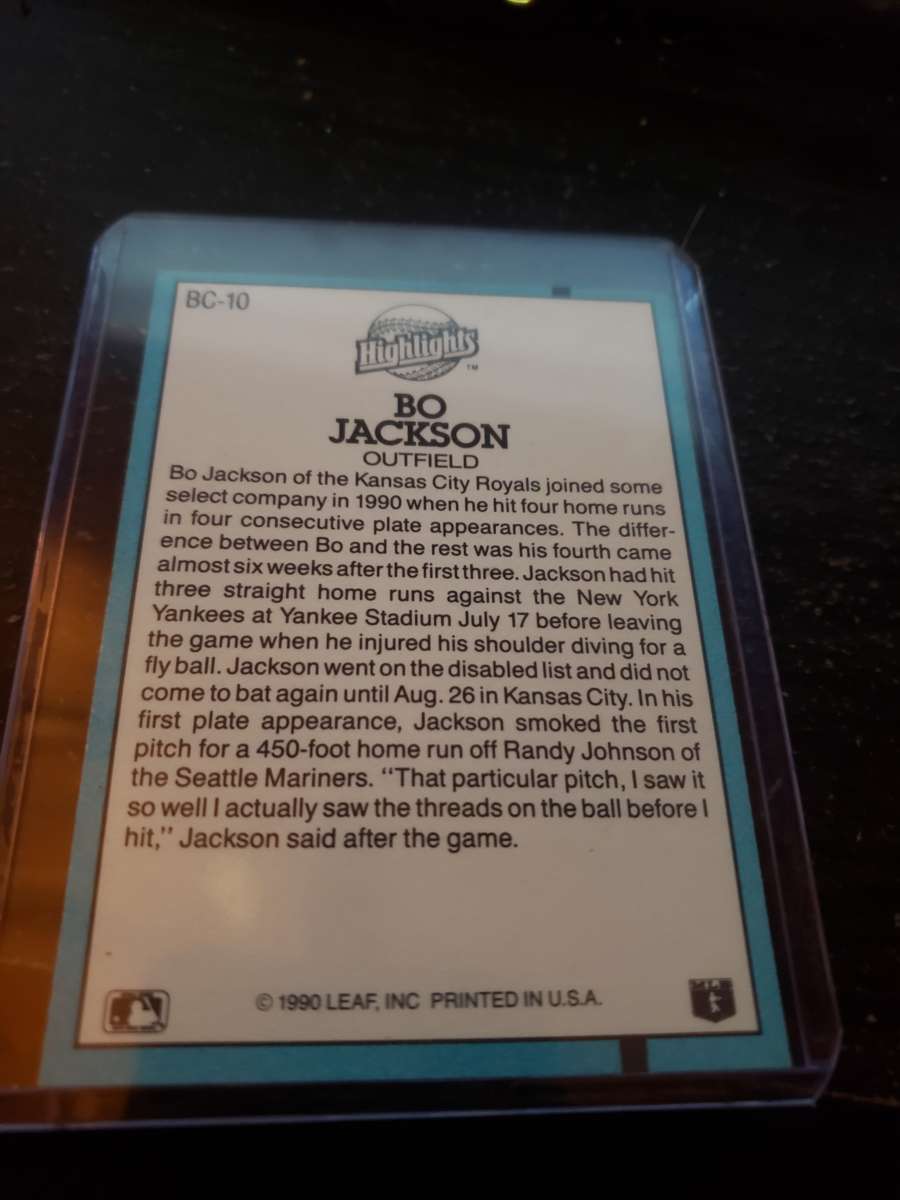 BC-10
Highlights™
BO
JACKSON
OUTFIELD
Bo Jackson of the Kansas City Royals joined some
select company in 1990 when he hit four home runs
in four consecutive plate appearances. The differ-
ence between Bo and the rest was his fourth came
almost six weeks after the first three. Jackson had hit
three straight home runs against the New York
Yankees at Yankee Stadium July 17 before leaving
the game when he injured his shoulder diving for a
fly ball. Jackson went on the disabled list and did not
come to bat again until Aug. 26 in Kansas City. In his
first plate appearance, Jackson smoked the first
pitch for a 450-foot home run off Randy Johnson of
the Seattle Mariners. “That particular pitch, I saw it
so well I actually saw the threads on the ball before I
hit,” Jackson said after the game.
© 1990 LEAF, INC PRINTED IN U.S.A.